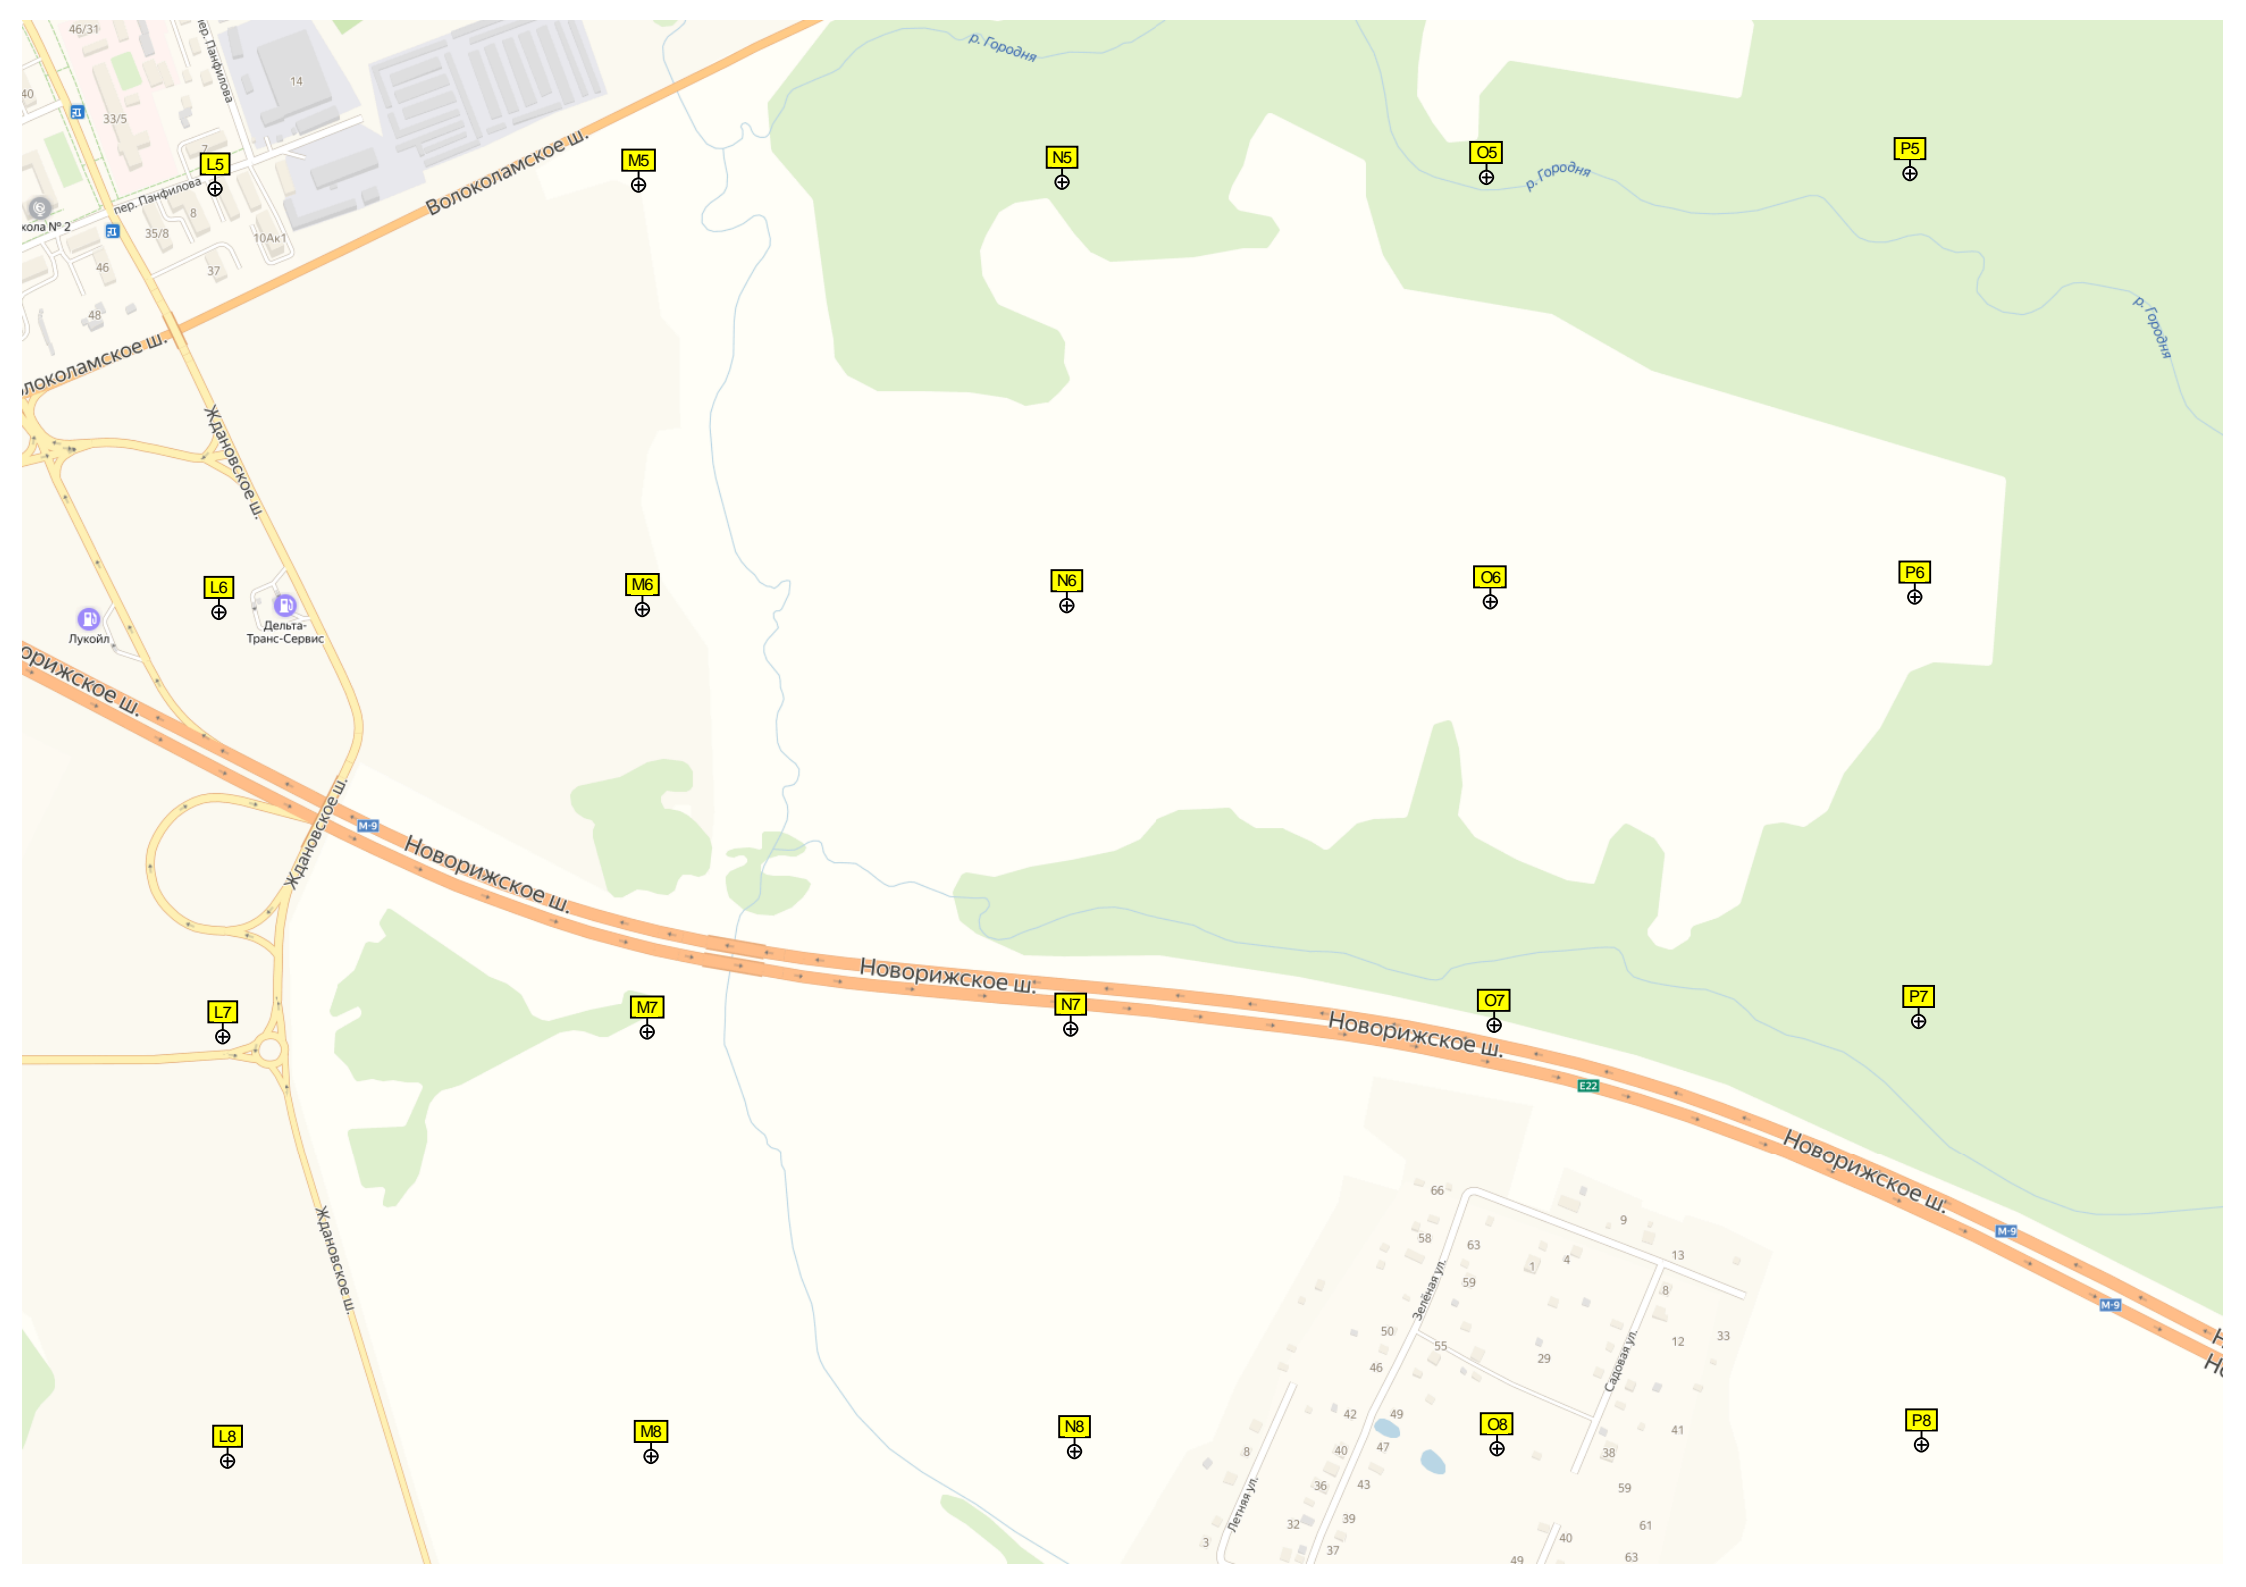 46/31
пер. Панфилова
р. Городня
14
40
33/5
7
L5
M5
N5
O5
P5
Волоколамское ш.
р. Городня
пер. Панфилова
8
кола № 2
35/8
10Ак1
46
37
48
р. Городня
локоламское ш.
Ждановское ш.
L6
M6
N6
O6
P6
Лукойл
Дельта-
Транс-Сервис
орижское ш.
М-9
Ждановское ш.
Новорижское ш.
Новорижское ш.
L7
M7
N7
O7
P7
Новорижское ш.
E22
Новорижское ш.
66
9
58
63
13
Ждановское ш.
Зелёная ул.
1
4
59
8
М-9
М-9
50
55
12
33
46
29
Садовая ул.
42
49
L8
M8
N8
O8
P8
41
8
40
47
38
36
43
59
Летняя ул.
32
39
61
3
37
40
49
63